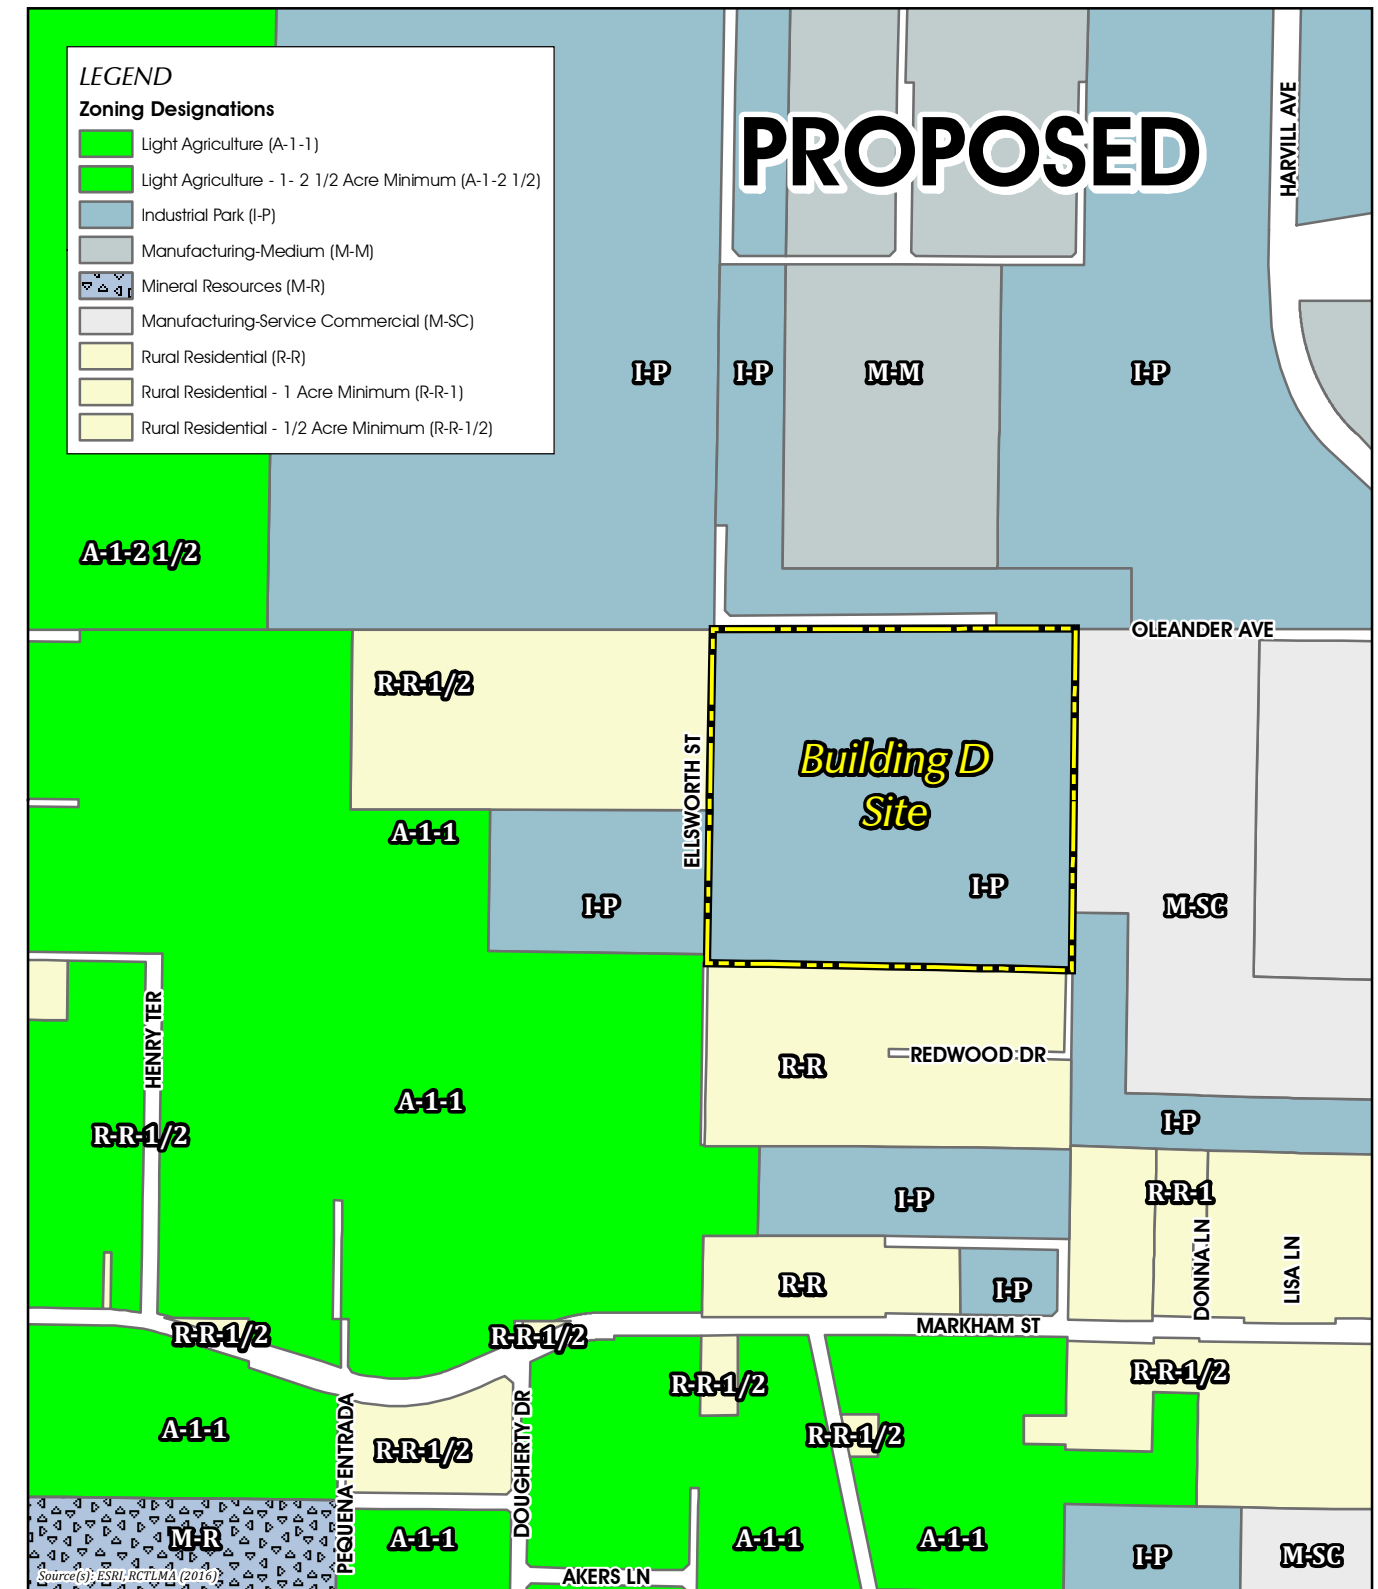 LEGEND
Zoning Designations
Light Agriculture (A-1-1)
Light Agriculture - 1- 2 1/2 Acre Minimum (A-1-2 1/2)
Industrial Park (I-P)
Manufacturing-Medium (M-M)
Mineral Resources (M-R)
Manufacturing-Service Commercial (M-SC)
Rural Residential (R-R)
Rural Residential - 1 Acre Minimum (R-R-1)
Rural Residential - 1/2 Acre Minimum (R-R-1/2)
PROPOSED
HARVILL AVE
I-P
I-P
M-M
I-P
A-1-2 1/2
OLEANDER AVE
R-R-1/2
ELLSWORTH ST
Building D
Site
A-1-1
I-P
I-P
M-SC
HENRY TER
REDWOOD DR
R-R
A-1-1
I-P
R-R-1/2
I-P
R-R-1
DONNA LN
LISA LN
R-R
I-P
MARKHAM ST
R-R-1/2
R-R-1/2
R-R-1/2
R-R-1/2
A-1-1
R-R-1/2
R-R-1/2
PEQUENA ENTRADA
DOUGHERTY DR
M-R
A-1-1
A-1-1
A-1-1
I-P
M-SC
AKERS LN
Source(s): ESRI, RCTLMA (2016)